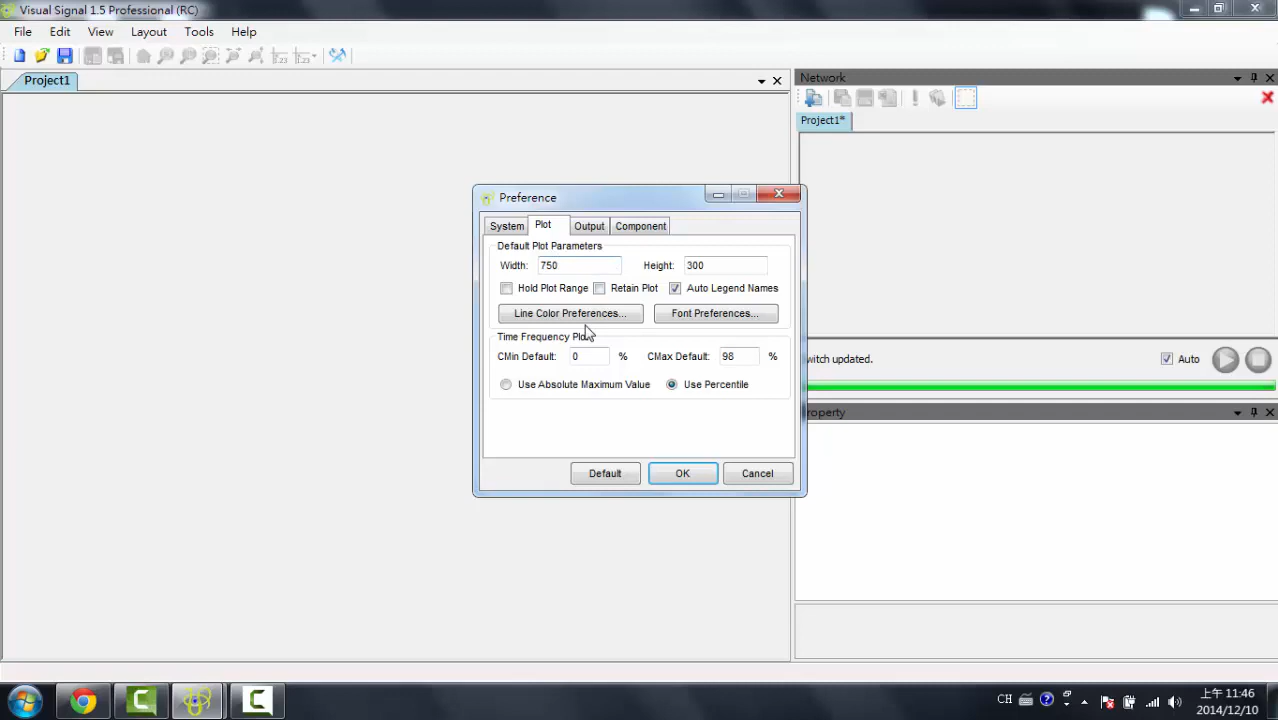 Visual Signal 1.5 Professional (RC)
File Edit View Layout Tools Help
Project1
Network
Project1*
Preference
System Plot Output Component
Default Plot Parameters
Width: 750 Height: 300
Hold Plot Range Retain Plot Auto Legend Names
Line Color Preferences... Font Preferences...
Time Frequency Plot
CMin Default: 0 % CMax Default: 98 %
Use Absolute Maximum Value Use Percentile
Default OK Cancel
witch updated. Auto
roperty
CH
上午 11:46
2014/12/10